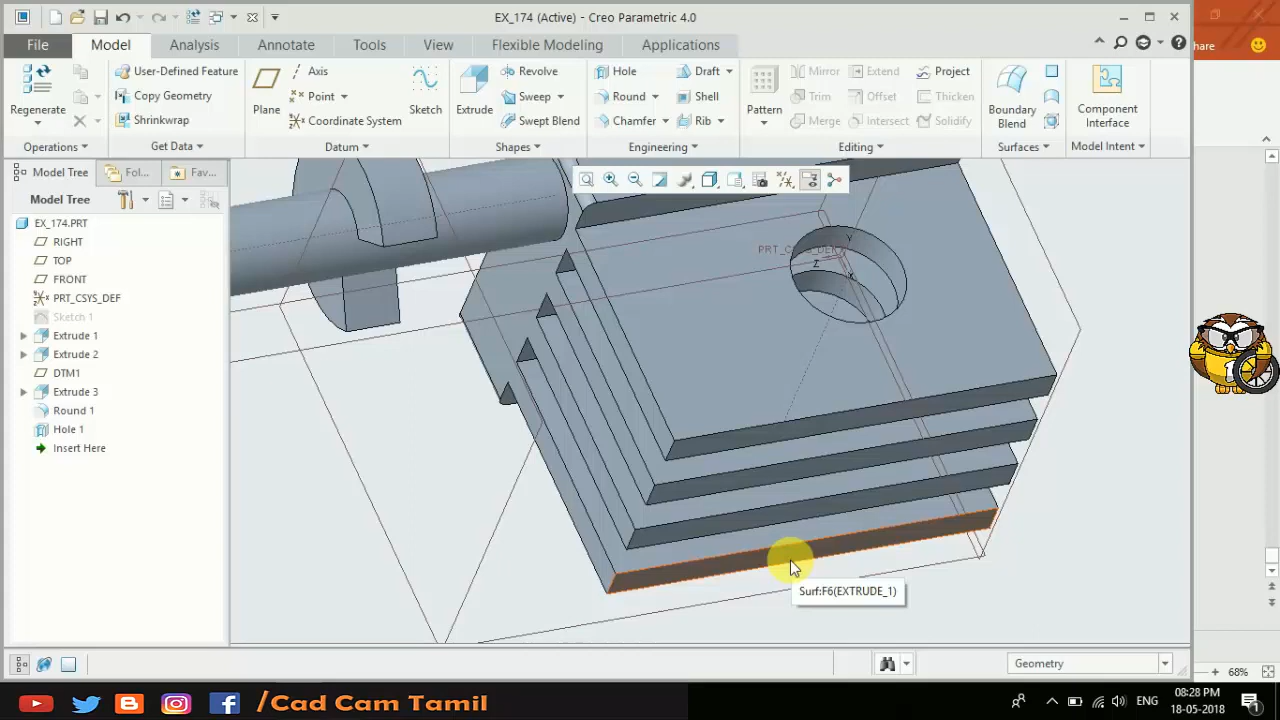 EX_174 (Active) - Creo Parametric 4.0
File Model Analysis Annotate Tools View Flexible Modeling Applications
hare
Regenerate
User-Defined Feature
Copy Geometry
Shrinkwrap
Plane
Axis
Point
Coordinate System
Sketch
Extrude
Revolve
Sweep
Swept Blend
Hole
Round
Chamfer
Draft
Shell
Rib
Pattern
Mirror
Trim
Merge
Extend
Offset
Intersect
Project
Thicken
Solidify
Boundary
Blend
Component
Interface
Operations Get Data Datum Shapes Engineering Editing Surfaces Model Intent
Model Tree Fol... Fav...
Model Tree
EX_174.PRT
RIGHT
TOP
FRONT
PRT_CSYS_DEF
Sketch 1
Extrude 1
Extrude 2
DTM1
Extrude 3
Round 1
Hole 1
Insert Here
PRT_CSYS_DEF
Y
Z
X
Surf:F6(EXTRUDE_1)
Geometry
68%
/Cad Cam Tamil
ENG
08:28 PM
18-05-2018
1